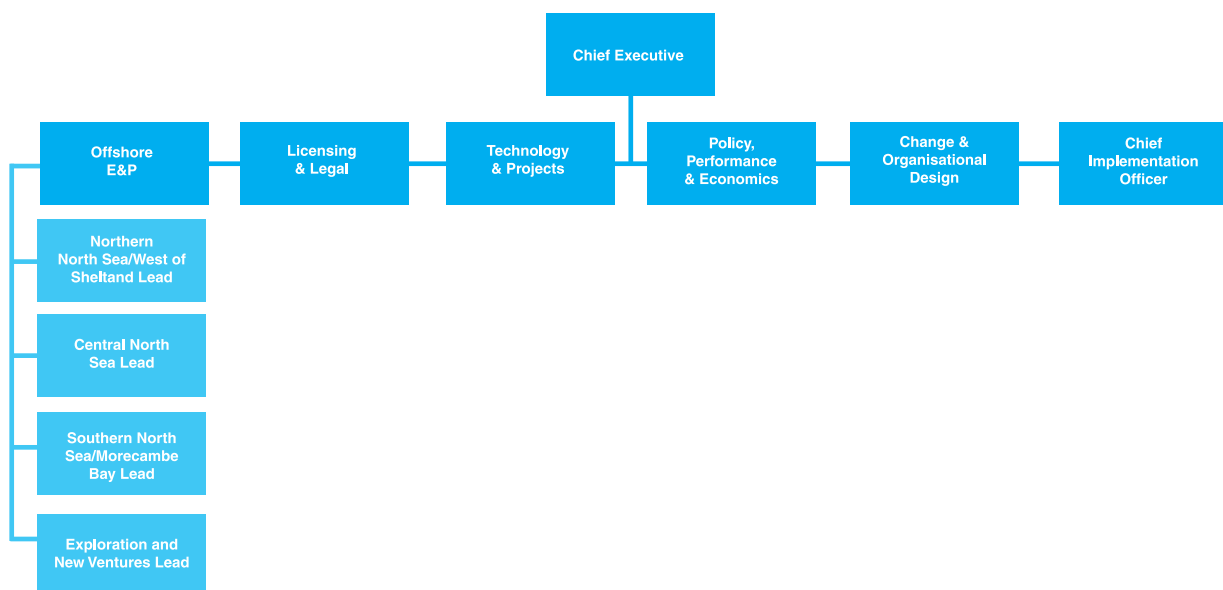 Chief Executive
Offshore
E&P
Licensing
& Legal
Technology
& Projects
Policy,
Performance
& Economics
Change &
Organisational
Design
Chief
Implementation
Officer
Northern
North Sea/West of
Sheltand Lead
Central North
Sea Lead
Southern North
Sea/Morecambe
Bay Lead
Exploration and
New Ventures Lead